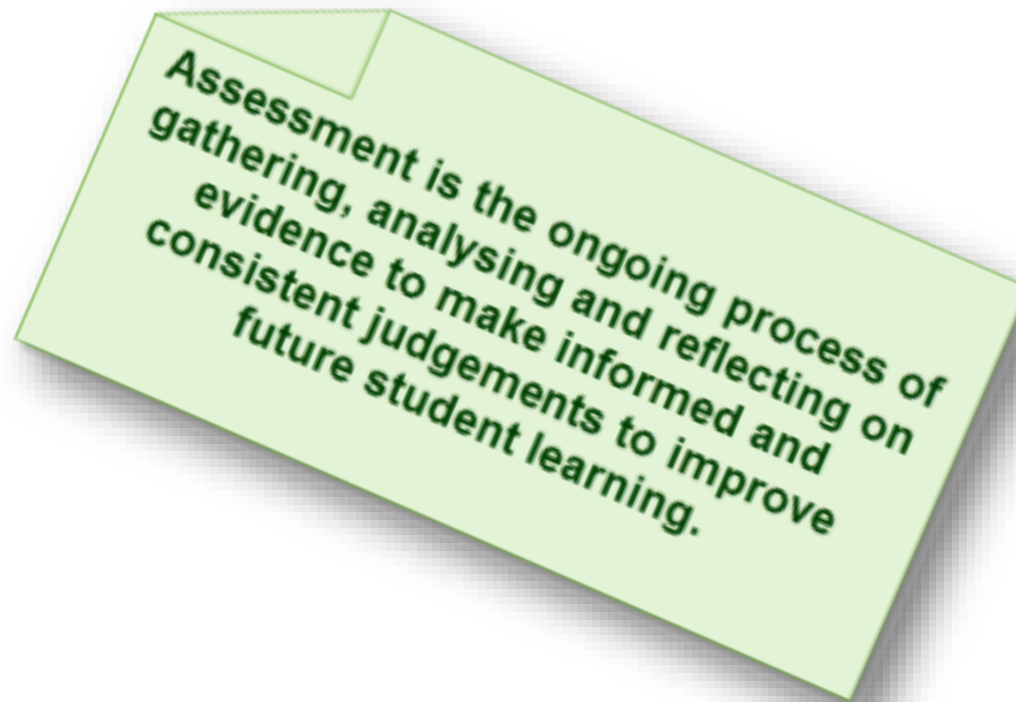 Assessment is the ongoing process of
gathering, analysing and reflecting on
evidence to make informed and
consistent judgements to improve
future student learning.